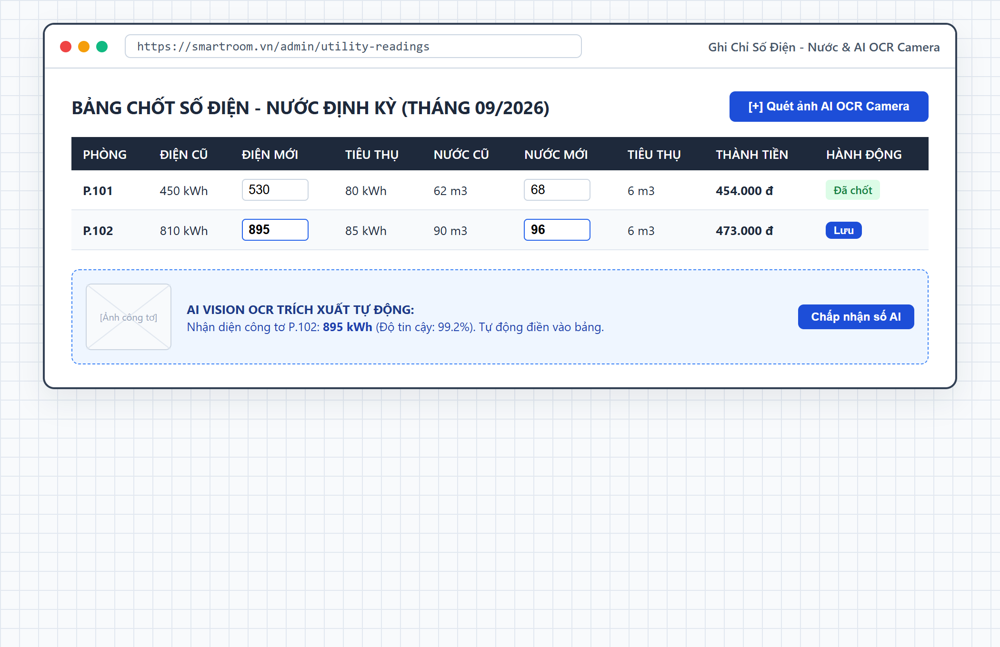 https://smartroom.vn/admin/utility-readings
Ghi Chỉ Số Điện - Nước & AI OCR Camera
BẢNG CHỐT SỐ ĐIỆN - NƯỚC ĐỊNH KỲ (THÁNG 09/2026)
[+] Quét ảnh AI OCR Camera
PHÒNG ĐIỆN CŨ ĐIỆN MỚI TIÊU THỤ NƯỚC CŨ NƯỚC MỚI TIÊU THỤ THÀNH TIỀN HÀNH ĐỘNG
P.101 450 kWh 530 80 kWh 62 m3 68 6 m3 454.000 đ Đã chốt
P.102 810 kWh 895 85 kWh 90 m3 96 6 m3 473.000 đ Lưu
[Ảnh công tơ]
AI VISION OCR TRÍCH XUẤT TỰ ĐỘNG:
Nhận diện công tơ P.102: 895 kWh (Độ tin cậy: 99.2%). Tự động điền vào bảng.
Chấp nhận số AI